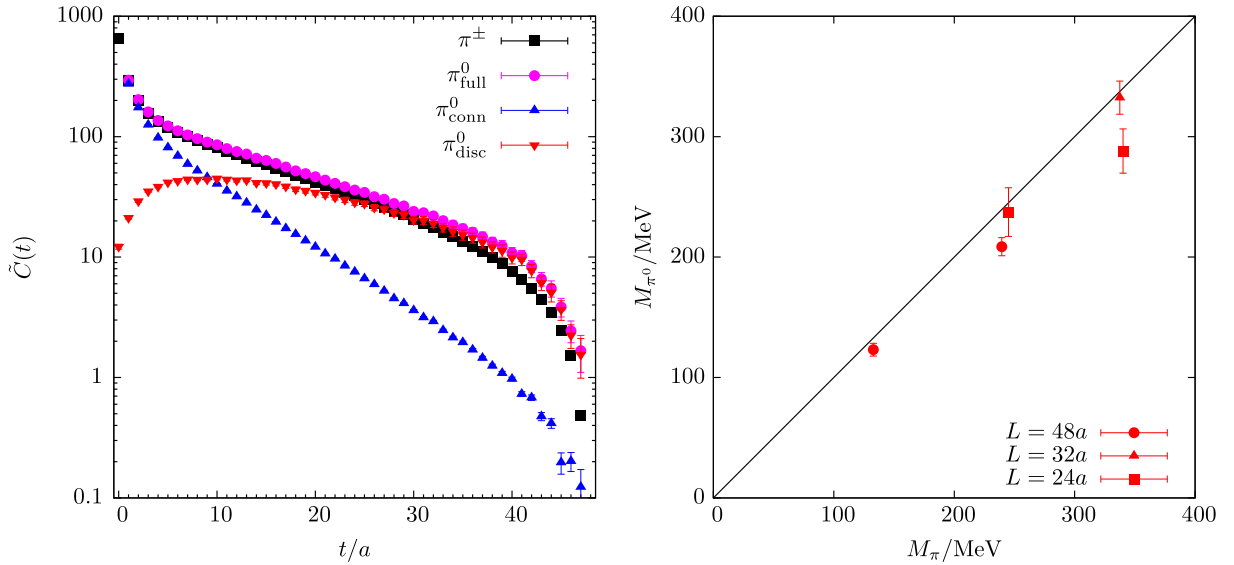 1000
100
10
1
0.1
0
10
20
30
40
C̃(t)
t/a
π±
π⁰full
π⁰conn
π⁰disc
400
300
200
100
0
0
100
200
300
400
Mπ⁰/MeV
Mπ/MeV
L = 48a
L = 32a
L = 24a